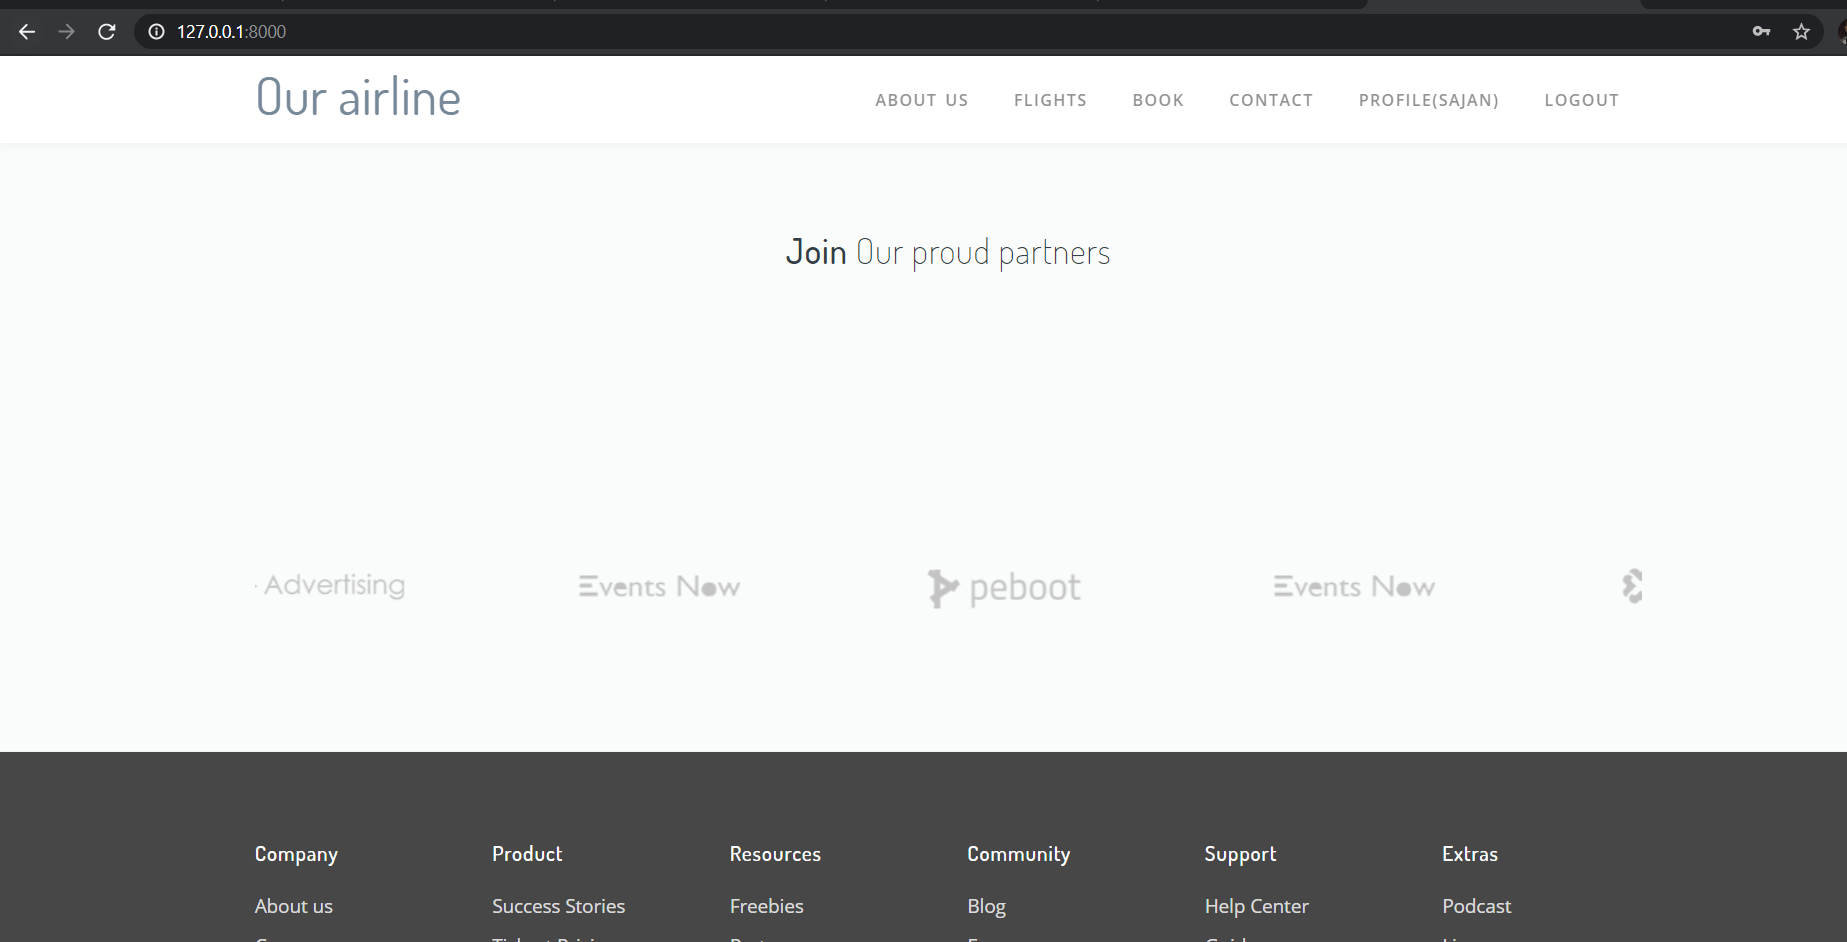 127.0.0.1:8000
Our airline
ABOUT US FLIGHTS BOOK CONTACT PROFILE(SAJAN) LOGOUT
Join Our proud partners
Advertising Events Now peboot Events Now
Company Product Resources Community Support Extras
About us Success Stories Freebies Blog Help Center Podcast